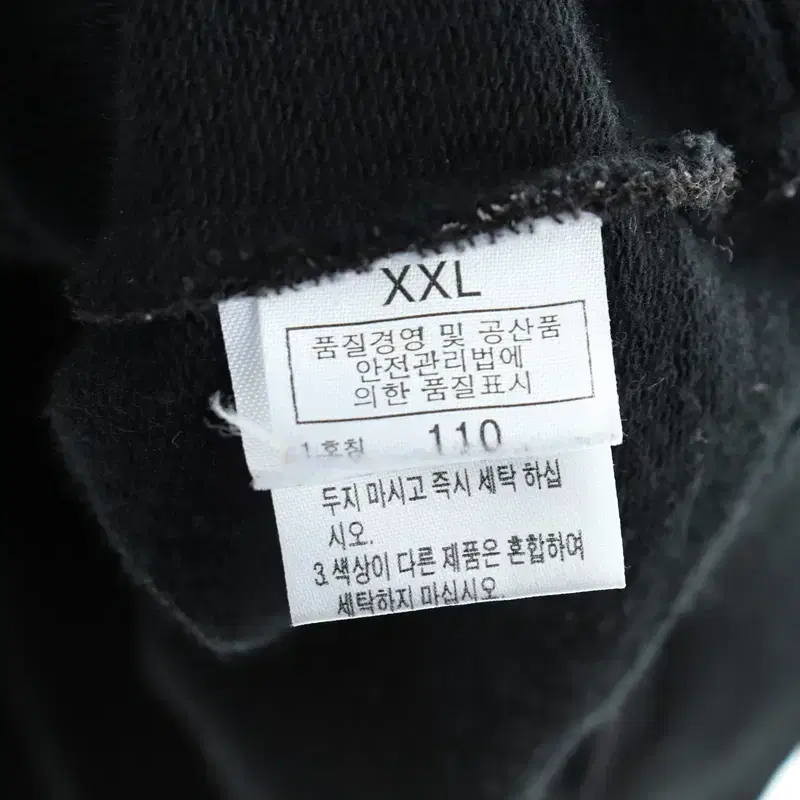 XXL
품질경영 및 공산품
안전관리법에
의한 품질표시
1.호칭 110
두지 마시고 즉시 세탁 하십
시오.
3.색상이 다른 제품은 혼합하여
세탁하지 마십시오.